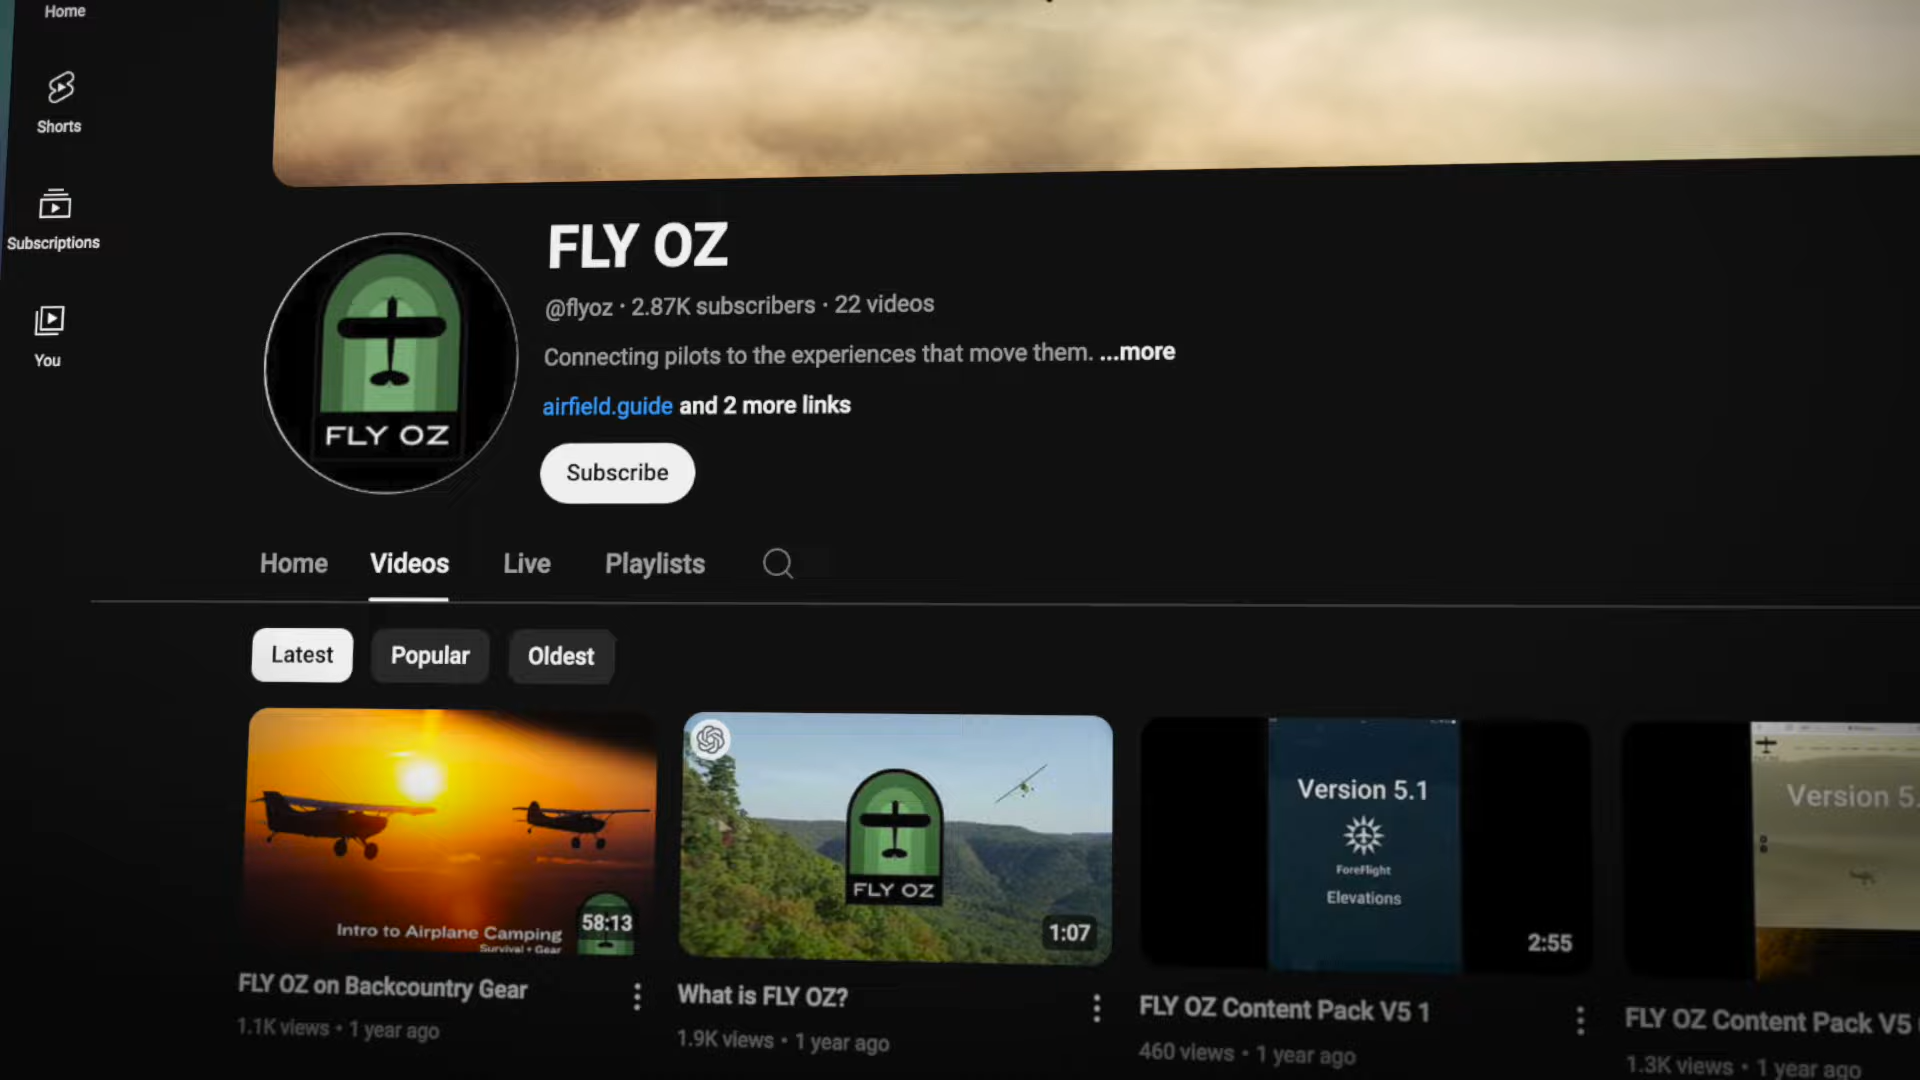 Home
Shorts
Subscriptions
You
FLY OZ
@flyoz · 2.87K subscribers · 22 videos
Connecting pilots to the experiences that move them. ...more
airfield.guide and 2 more links
Subscribe
FLY OZ
Home Videos Live Playlists
Latest Popular Oldest
Intro to Airplane Camping
Survival + Gear
58:13
FLY OZ on Backcountry Gear
1.1K views • 1 year ago
FLY OZ
1:07
What is FLY OZ?
1.9K views • 1 year ago
Version 5.1
ForeFlight
Elevations
2:55
FLY OZ Content Pack V5 1
460 views • 1 year ago
Version 5.
FLY OZ Content Pack V5
1.3K views • 1 year ago